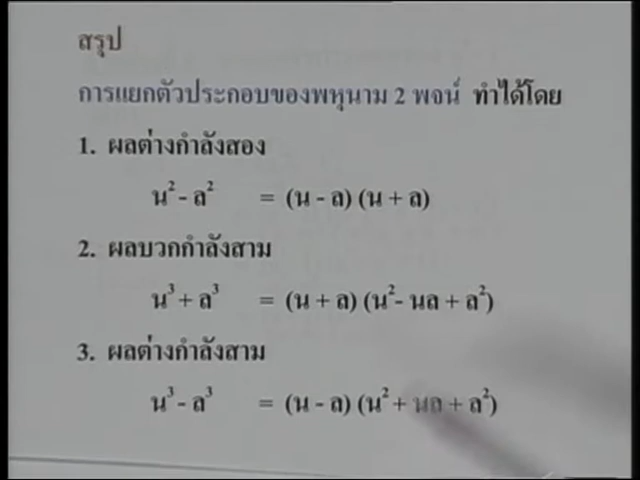 สรุป
การแยกตัวประกอบของพหุนาม 2 พจน์ ทำได้โดย
1. ผลต่างกำลังสอง
น² - ล² = (น - ล) (น + ล)
2. ผลบวกกำลังสาม
น³ + ล³ = (น + ล) (น² - นล + ล²)
3. ผลต่างกำลังสาม
น³ - ล³ = (น - ล) (น² + นล + ล²)